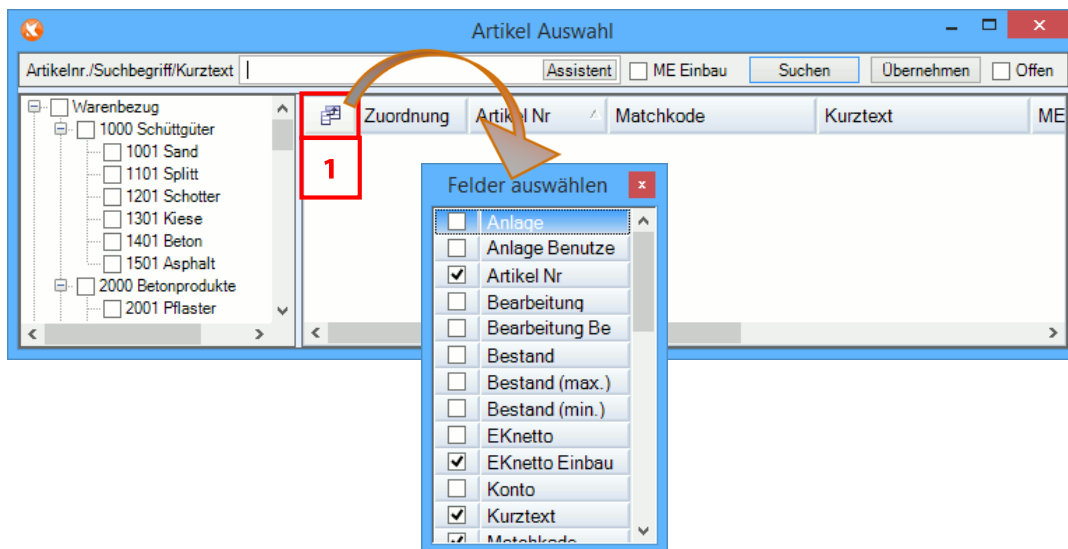 Artikel Auswahl
Artikelnr./Suchbegriff/Kurztext Assistent ME Einbau Suchen Übernehmen Offen
Warenbezug
1000 Schüttgüter
1001 Sand
1101 Splitt
1201 Schotter
1301 Kiese
1401 Beton
1501 Asphalt
2000 Betonprodukte
2001 Pflaster
Zuordnung Artikel Nr Matchkode Kurztext ME
1
Felder auswählen
Anlage
Anlage Benutze
Artikel Nr
Bearbeitung
Bearbeitung Be
Bestand
Bestand (max.)
Bestand (min.)
EKnetto
EKnetto Einbau
Konto
Kurztext
Matchkode